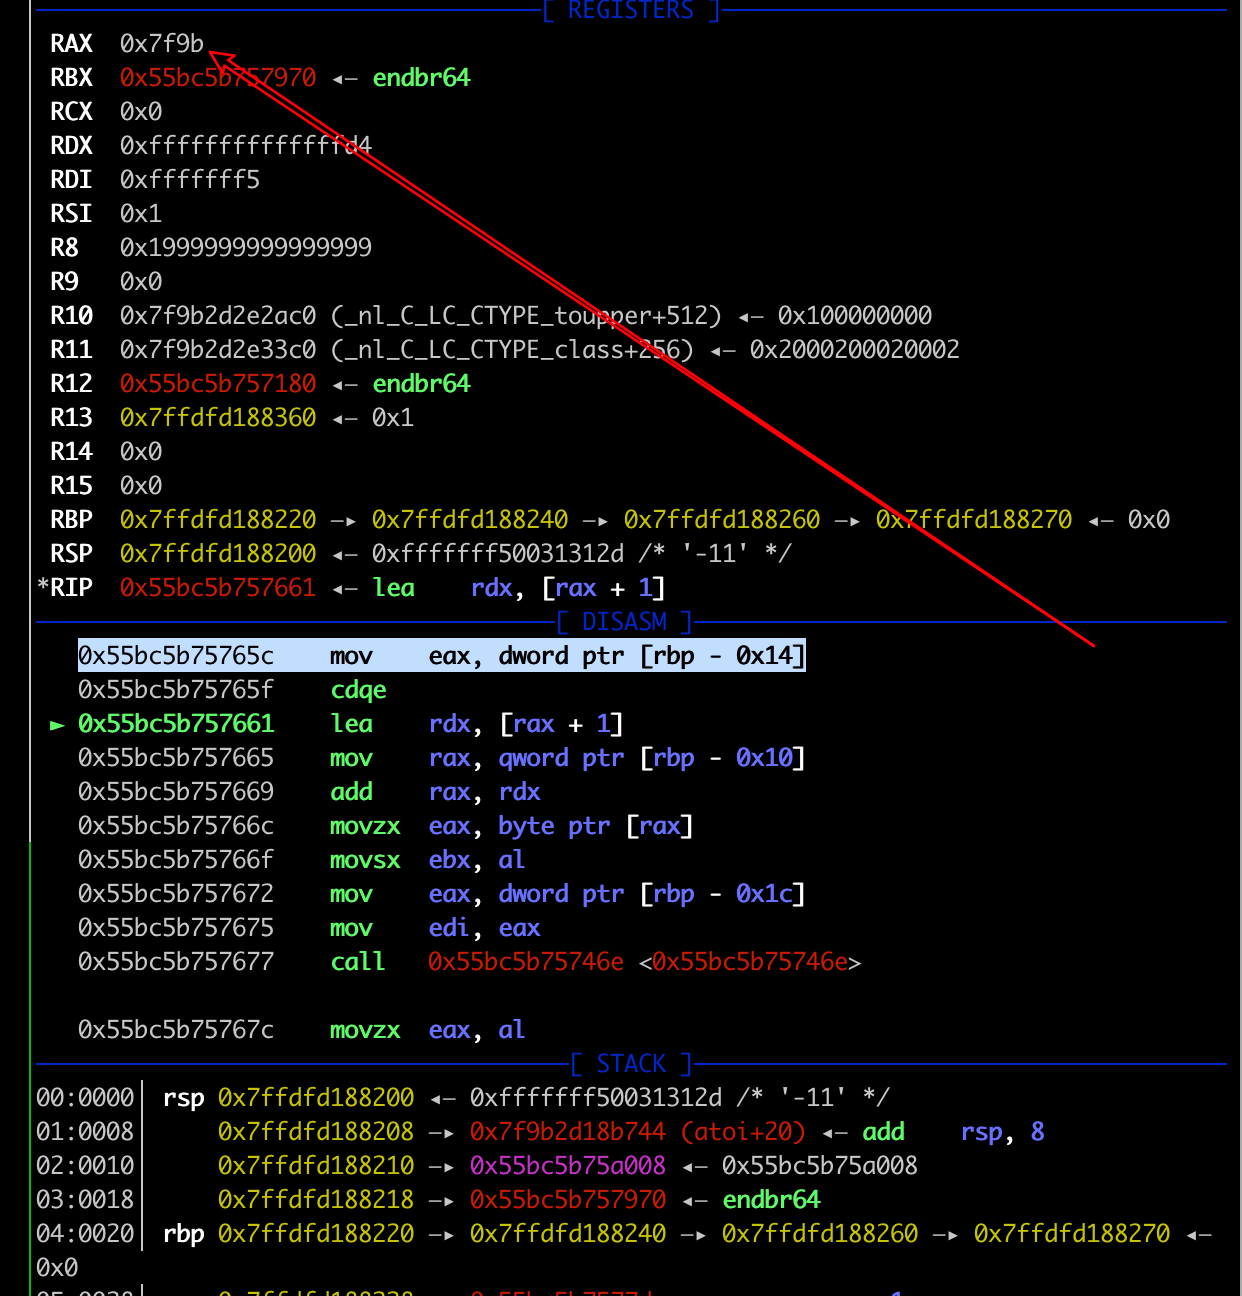 [ REGISTERS ]
RAX 0x7f9b
RBX 0x55bc5b757970 ◂— endbr64
RCX 0x0
RDX 0xffffffffffffffd4
RDI 0xfffffff5
RSI 0x1
R8 0x1999999999999999
R9 0x0
R10 0x7f9b2d2e2ac0 (_nl_C_LC_CTYPE_toupper+512) ◂— 0x100000000
R11 0x7f9b2d2e33c0 (_nl_C_LC_CTYPE_class+256) ◂— 0x2000200020002
R12 0x55bc5b757180 ◂— endbr64
R13 0x7ffdfd188360 ◂— 0x1
R14 0x0
R15 0x0
RBP 0x7ffdfd188220 —▸ 0x7ffdfd188240 —▸ 0x7ffdfd188260 —▸ 0x7ffdfd188270 ◂— 0x0
RSP 0x7ffdfd188200 ◂— 0xfffffff50031312d /* '-11' */
*RIP 0x55bc5b757661 ◂— lea rdx, [rax + 1]
[ DISASM ]
0x55bc5b75765c mov eax, dword ptr [rbp - 0x14]
0x55bc5b75765f cdqe
► 0x55bc5b757661 lea rdx, [rax + 1]
0x55bc5b757665 mov rax, qword ptr [rbp - 0x10]
0x55bc5b757669 add rax, rdx
0x55bc5b75766c movzx eax, byte ptr [rax]
0x55bc5b75766f movsx ebx, al
0x55bc5b757672 mov eax, dword ptr [rbp - 0x1c]
0x55bc5b757675 mov edi, eax
0x55bc5b757677 call 0x55bc5b75746e <0x55bc5b75746e>
0x55bc5b75767c movzx eax, al
[ STACK ]
00:0000│ rsp 0x7ffdfd188200 ◂— 0xfffffff50031312d /* '-11' */
01:0008│ 0x7ffdfd188208 —▸ 0x7f9b2d18b744 (atoi+20) ◂— add rsp, 8
02:0010│ 0x7ffdfd188210 —▸ 0x55bc5b75a008 ◂— 0x55bc5b75a008
03:0018│ 0x7ffdfd188218 —▸ 0x55bc5b757970 ◂— endbr64
04:0020│ rbp 0x7ffdfd188220 —▸ 0x7ffdfd188240 —▸ 0x7ffdfd188260 —▸ 0x7ffdfd188270 ◂—
0x0